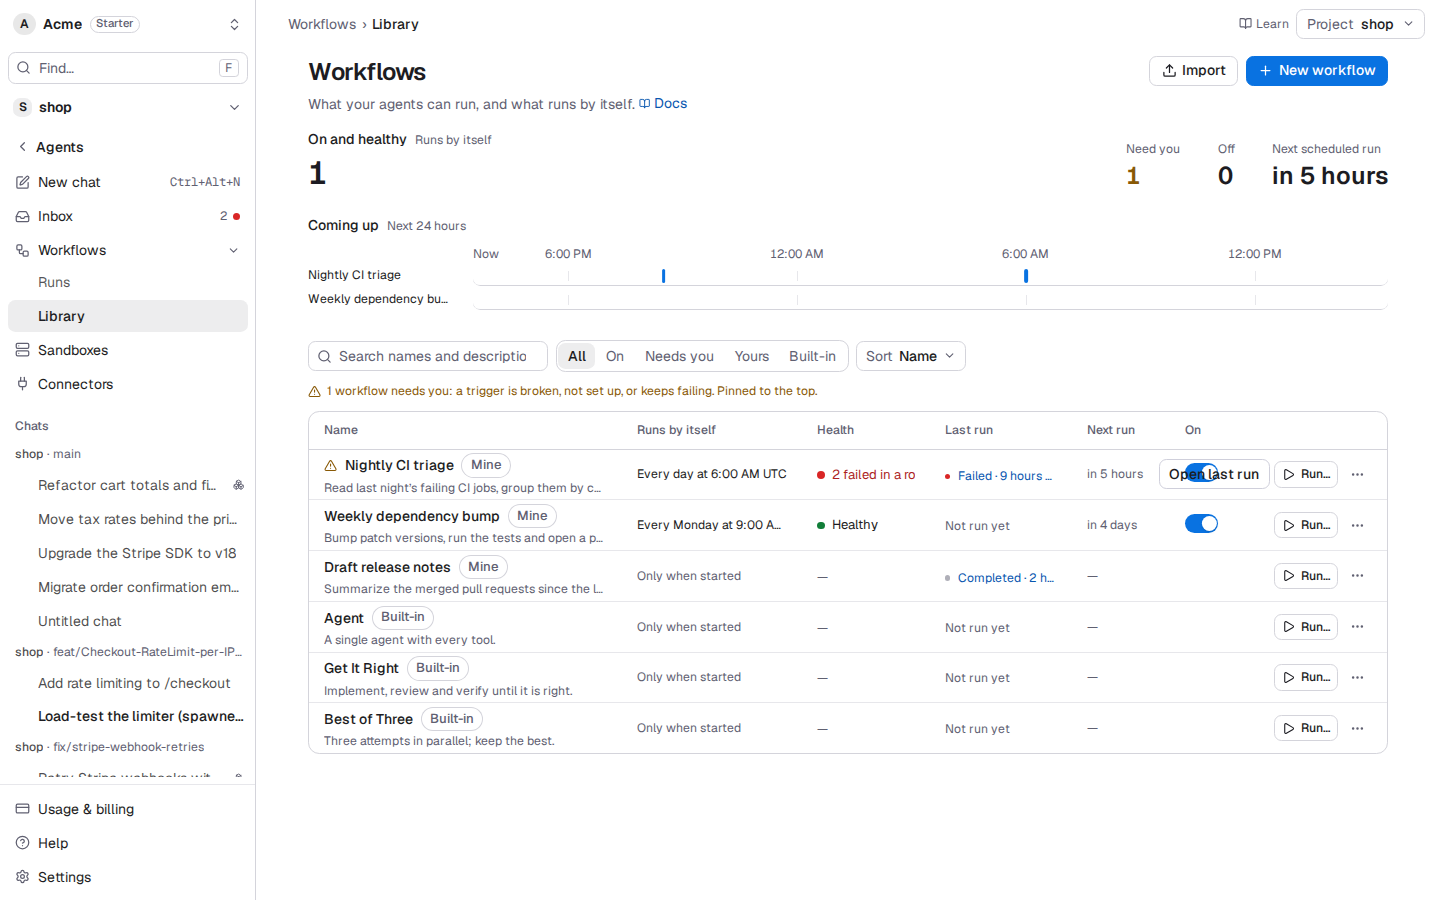 A Acme Starter
Find... F
S shop
Agents
New chat Ctrl+Alt+N
Inbox 2
Workflows
Runs
Library
Sandboxes
Connectors
Chats
shop · main
Refactor cart totals and fi...
Move tax rates behind the pri...
Upgrade the Stripe SDK to v18
Migrate order confirmation em...
Untitled chat
shop · feat/Checkout-RateLimit-per-IP...
Add rate limiting to /checkout
Load-test the limiter (spawne...
shop · fix/stripe-webhook-retries
Retry Stripe webhooks wit...
Usage & billing
Help
Settings
Workflows › Library
Learn
Project shop
Workflows
Import
New workflow
What your agents can run, and what runs by itself. Docs
On and healthy Runs by itself
1
Need you
1
Off
0
Next scheduled run
in 5 hours
Coming up Next 24 hours
Now 6:00 PM 12:00 AM 6:00 AM 12:00 PM
Nightly CI triage
Weekly dependency bu...
Search names and descriptio
All On Needs you Yours Built-in
Sort Name
1 workflow needs you: a trigger is broken, not set up, or keeps failing. Pinned to the top.
Name Runs by itself Health Last run Next run On
Nightly CI triage Mine
Read last night's failing CI jobs, group them by c...
Every day at 6:00 AM UTC
2 failed in a ro
Failed · 9 hours ...
in 5 hours
Open last run
Run...
Weekly dependency bump Mine
Bump patch versions, run the tests and open a p...
Every Monday at 9:00 A...
Healthy
Not run yet
in 4 days
Run...
Draft release notes Mine
Summarize the merged pull requests since the l...
Only when started
—
Completed · 2 h...
—
Run...
Agent Built-in
A single agent with every tool.
Only when started
—
Not run yet
—
Run...
Get It Right Built-in
Implement, review and verify until it is right.
Only when started
—
Not run yet
—
Run...
Best of Three Built-in
Three attempts in parallel; keep the best.
Only when started
—
Not run yet
—
Run...